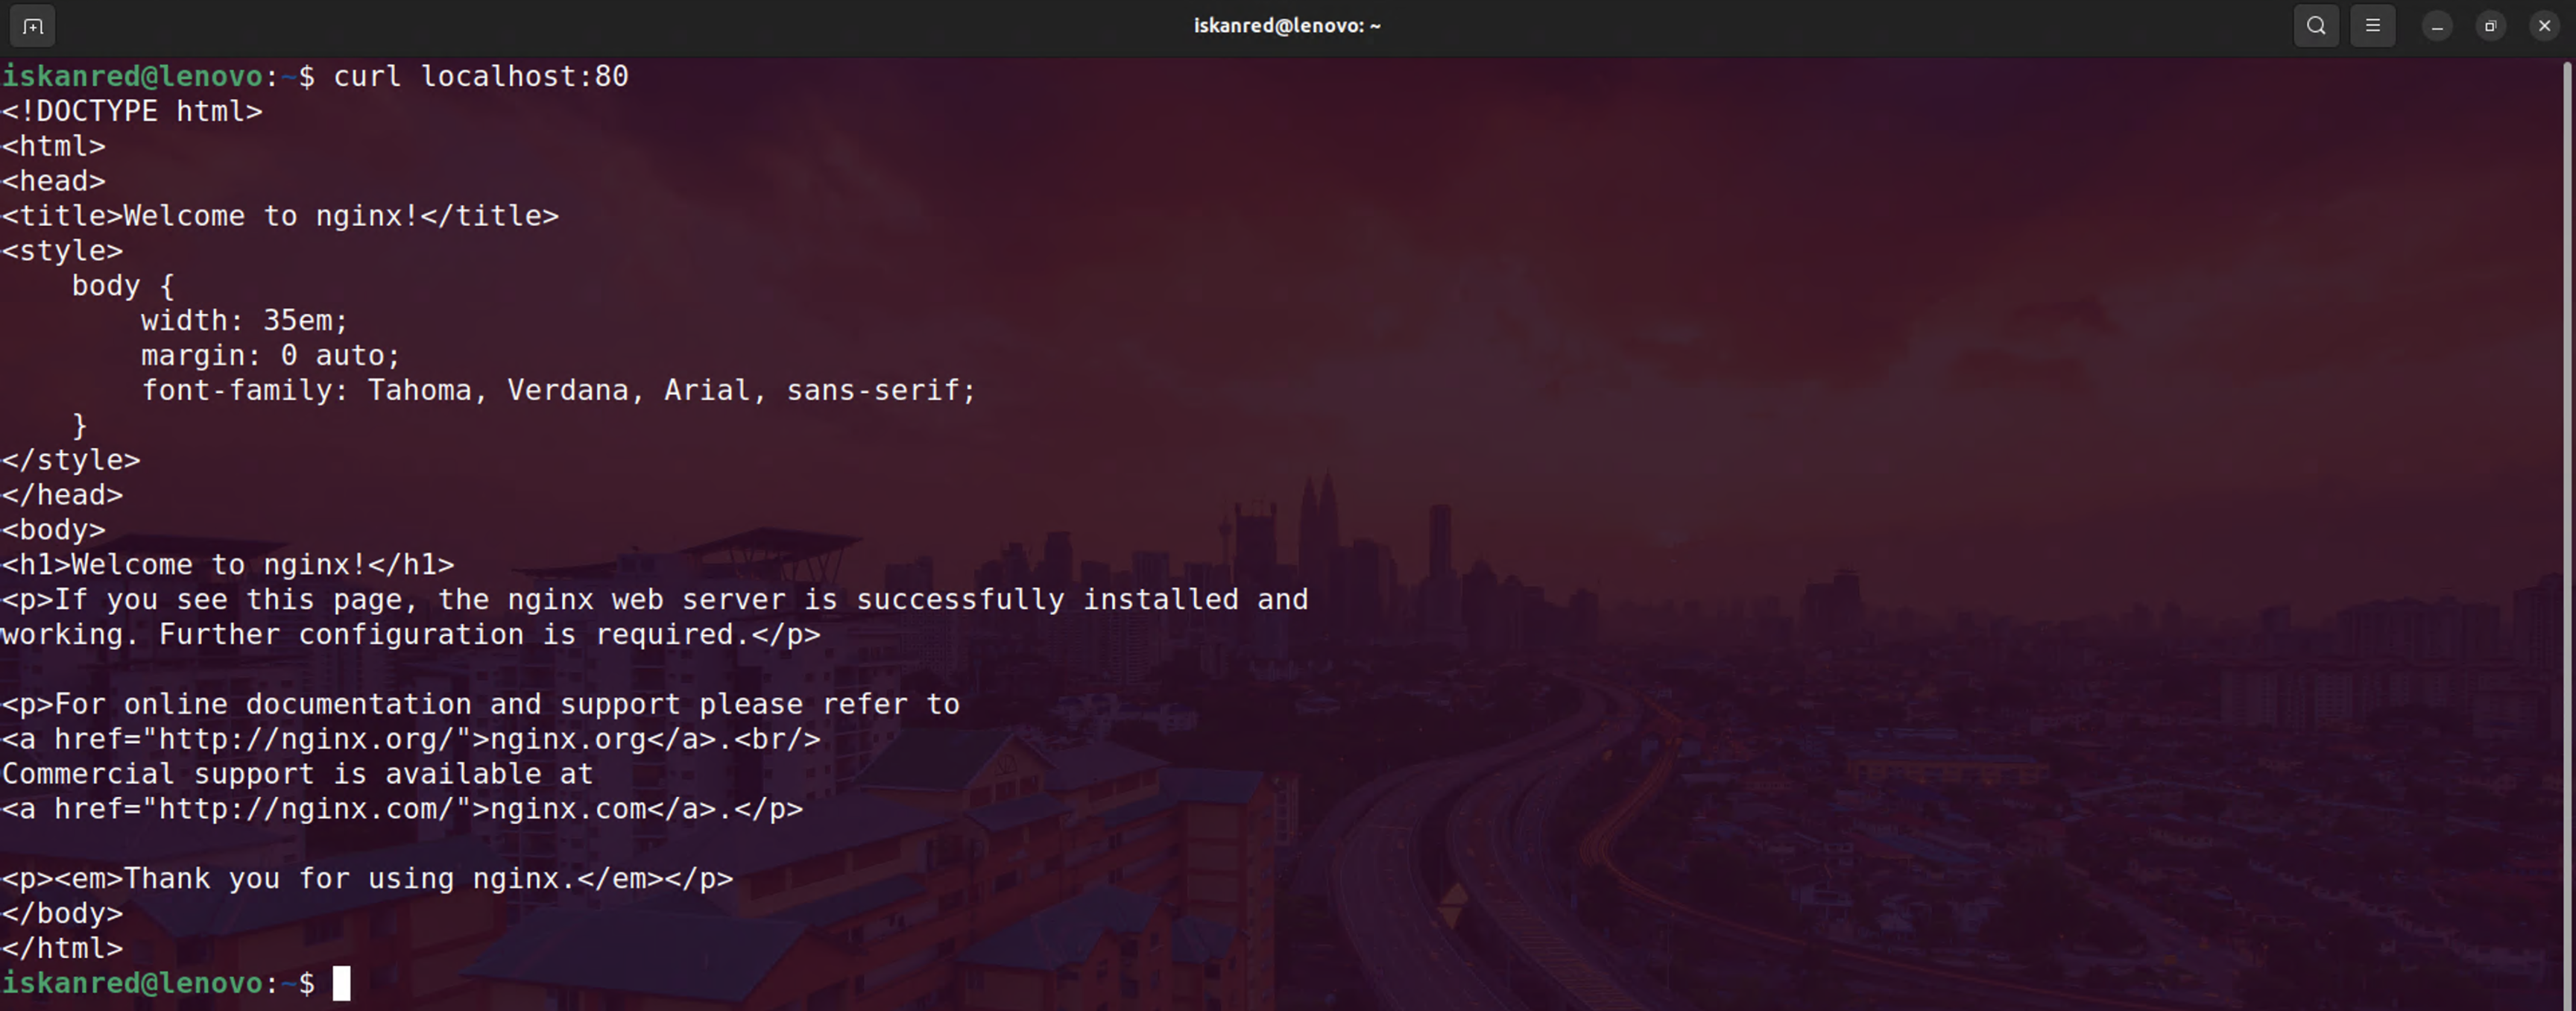 iskanred@lenovo: ~
iskanred@lenovo:~$ curl localhost:80
<!DOCTYPE html>
<html>
<head>
<title>Welcome to nginx!</title>
<style>
    body {
        width: 35em;
        margin: 0 auto;
        font-family: Tahoma, Verdana, Arial, sans-serif;
    }
</style>
</head>
<body>
<h1>Welcome to nginx!</h1>
<p>If you see this page, the nginx web server is successfully installed and
working. Further configuration is required.</p>

<p>For online documentation and support please refer to
<a href="http://nginx.org/">nginx.org</a>.<br/>
Commercial support is available at
<a href="http://nginx.com/">nginx.com</a>.</p>

<p><em>Thank you for using nginx.</em></p>
</body>
</html>
iskanred@lenovo:~$